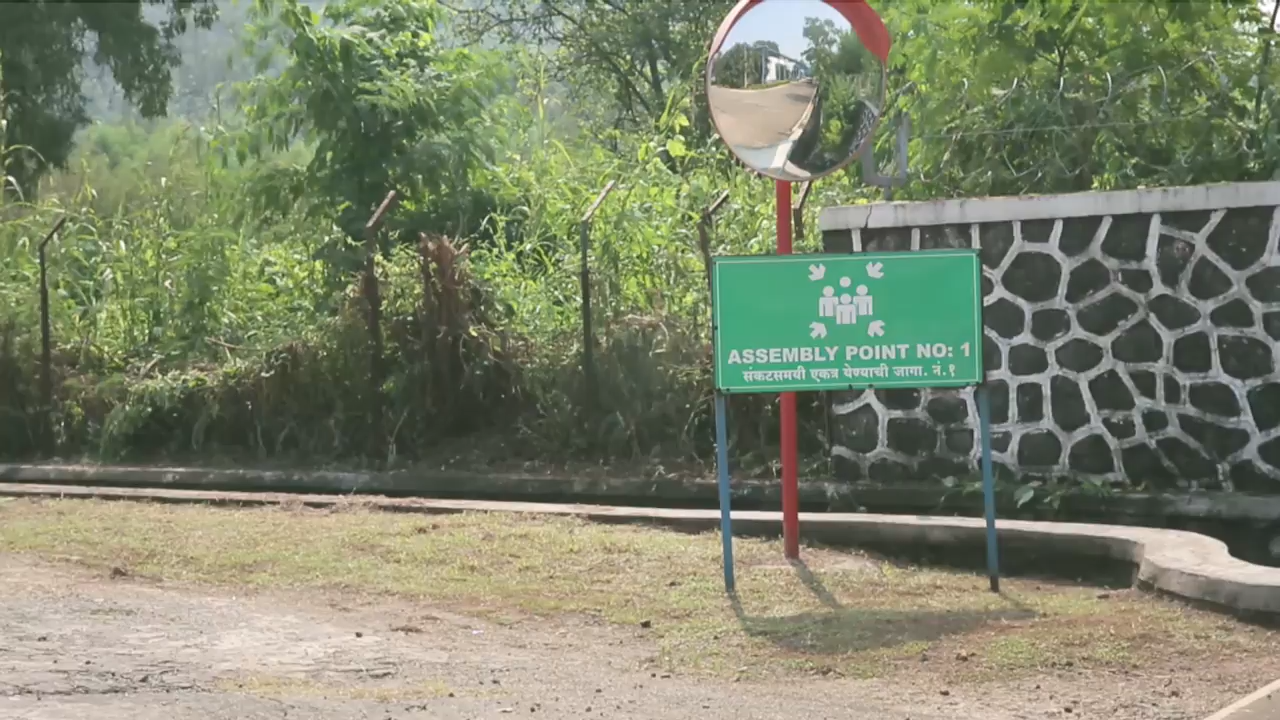 ASSEMBLY POINT NO: 1
संकटसमयी एकत्र येण्याची जागा. नं.१